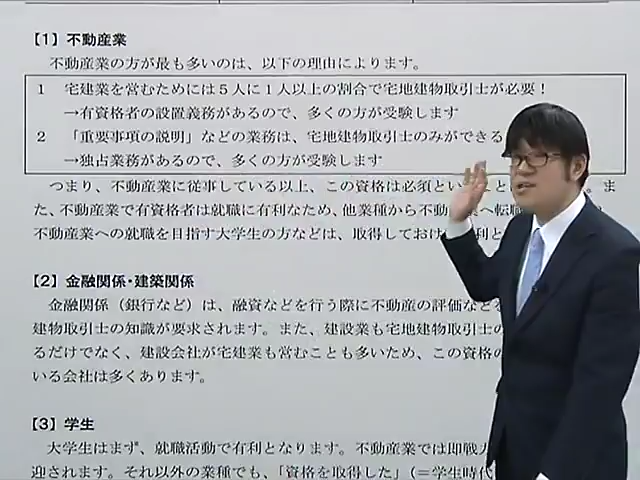 【1】不動産業
不動産業の方が最も多いのは、以下の理由によります。
1 宅建業を営むためには5人に1人以上の割合で宅地建物取引士が必要！
→有資格者の設置義務があるので、多くの方が受験します
2 「重要事項の説明」などの業務は、宅地建物取引士のみができる
→独占業務があるので、多くの方が受験します
つまり、不動産業に従事している以上、この資格は必須とい こと 。ま
た、不動産業で有資格者は就職に有利なため、他業種から不動 へ転職
不動産業への就職を目指す大学生の方などは、取得しておけ 利と
【2】金融関係・建築関係
金融関係（銀行など）は、融資などを行う際に不動産の評価などを
建物取引士の知識が要求されます。また、建設業も宅地建物取引士の
るだけでなく、建設会社が宅建業も営むことも多いため、この資格の
いる会社は多くあります。
【3】学生
大学生はまず、就職活動で有利となります。不動産業では即戦力
迎されます。それ以外の業種でも、「資格を取得した」（＝学生時代